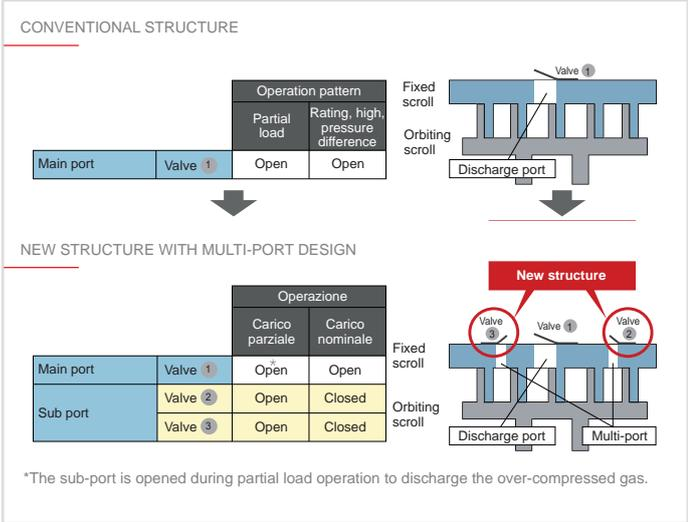 CONVENTIONAL STRUCTURE
Operation pattern
Partial load
Rating, high, pressure difference
Main port
Valve 1
Open
Open
Valve 1
Fixed scroll
Orbiting scroll
Discharge port
NEW STRUCTURE WITH MULTI-PORT DESIGN
Operazione
Carico parziale
Carico nominale
Main port
Valve 1
Open*
Open
Sub port
Valve 2
Open
Closed
Valve 3
Open
Closed
New structure
Valve 3
Valve 1
Valve 2
Fixed scroll
Orbiting scroll
Discharge port
Multi-port
*The sub-port is opened during partial load operation to discharge the over-compressed gas.